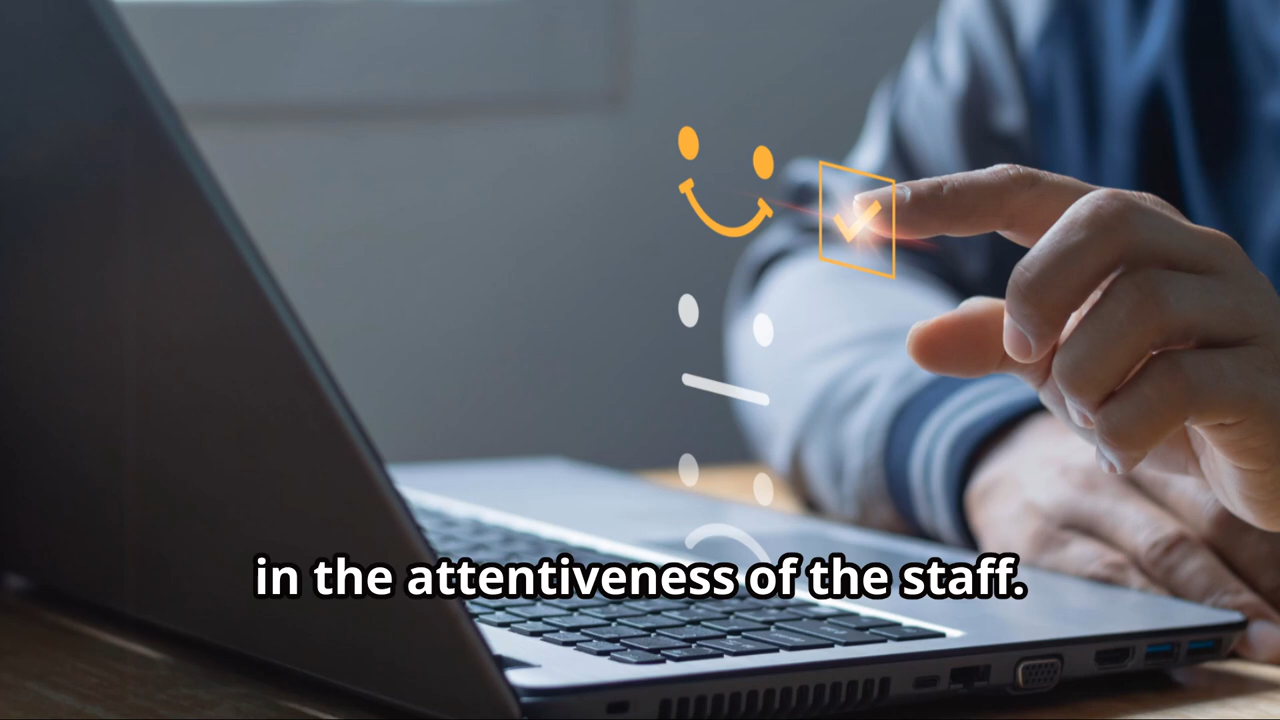 in the attentiveness of the staff.